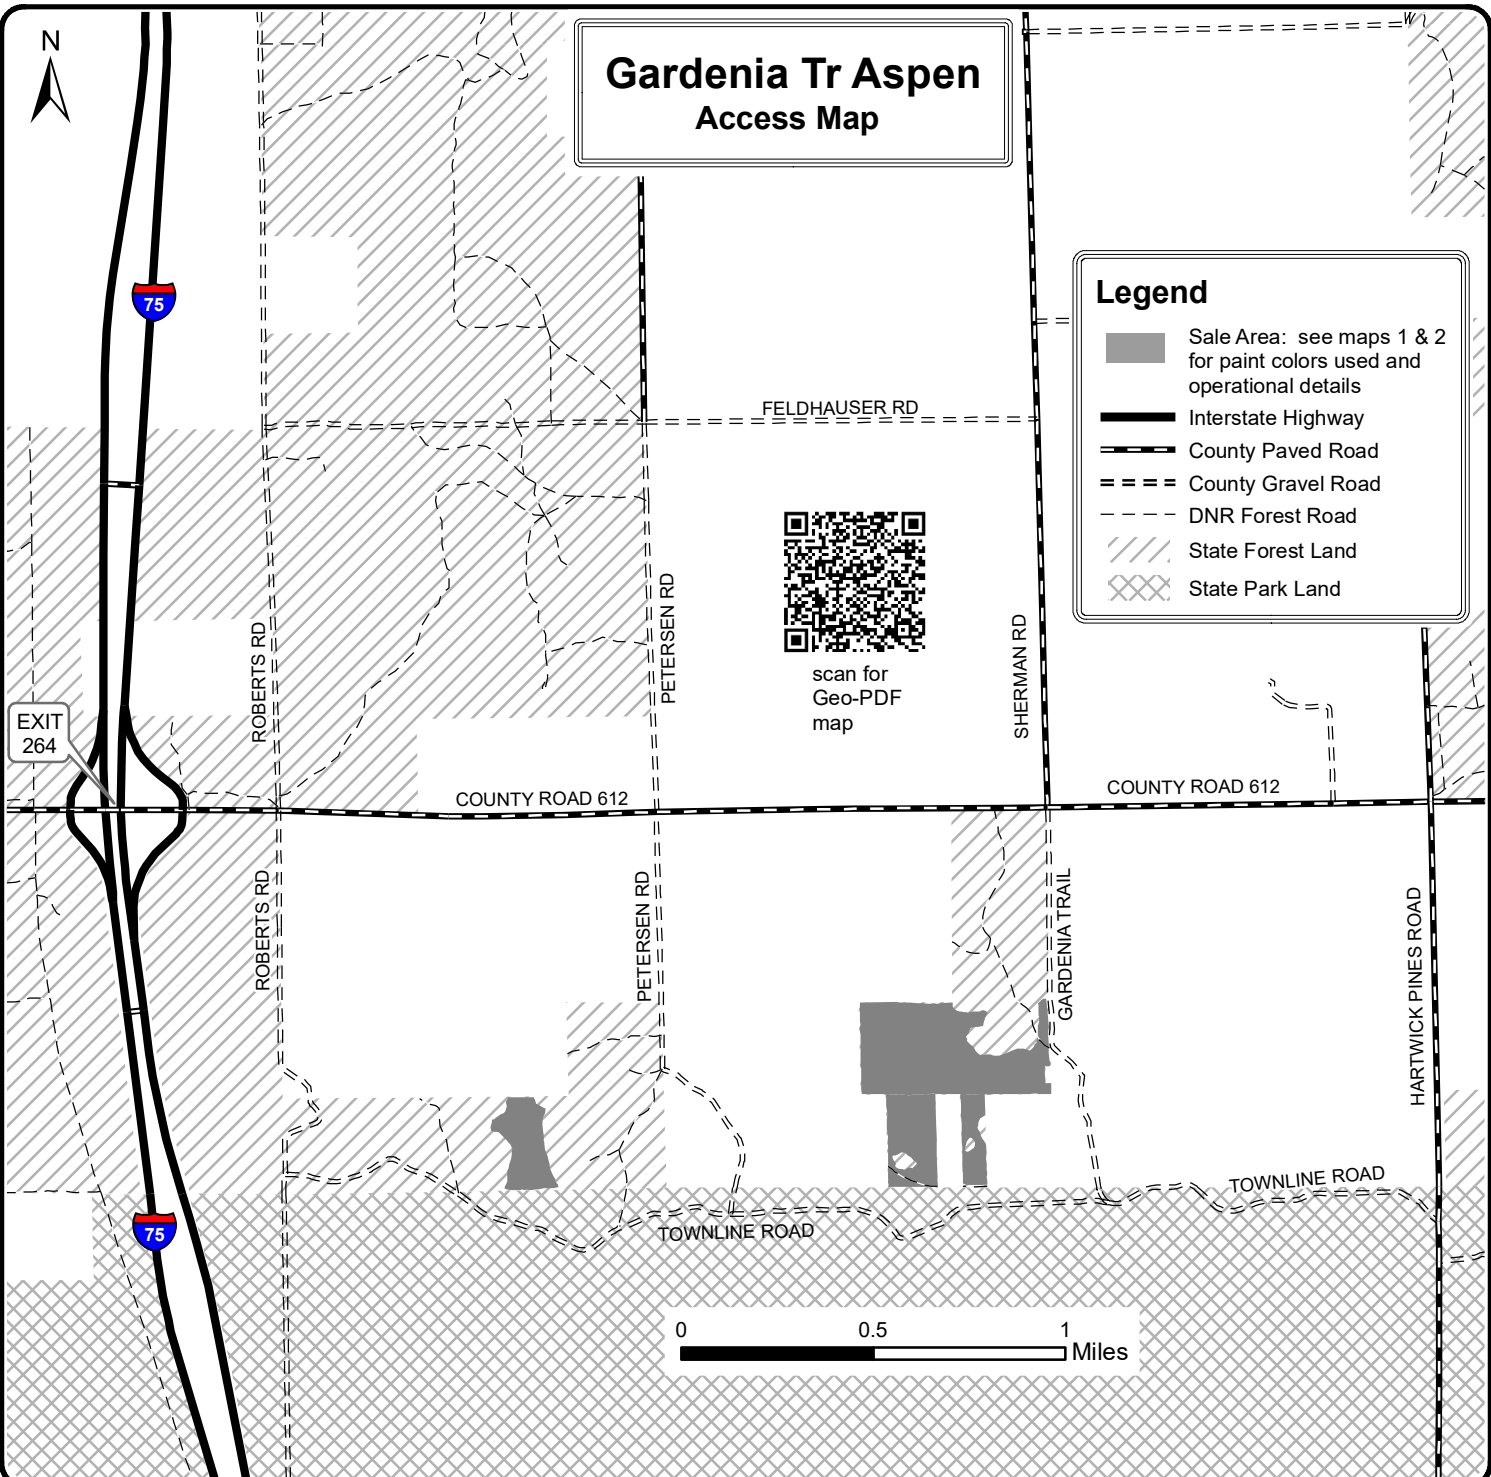 N
Gardenia Tr Aspen
Access Map
75
Legend
Sale Area:  see maps 1 & 2
for paint colors used and
operational details
Interstate Highway
County Paved Road
County Gravel Road
DNR Forest Road
State Forest Land
State Park Land
FELDHAUSER RD
scan for
Geo-PDF
map
ROBERTS RD
PETERSEN RD
SHERMAN RD
EXIT
264
COUNTY ROAD 612
COUNTY ROAD 612
ROBERTS RD
PETERSEN RD
GARDENIA TRAIL
HARTWICK PINES ROAD
TOWNLINE ROAD
TOWNLINE ROAD
75
0 0.5 1
Miles